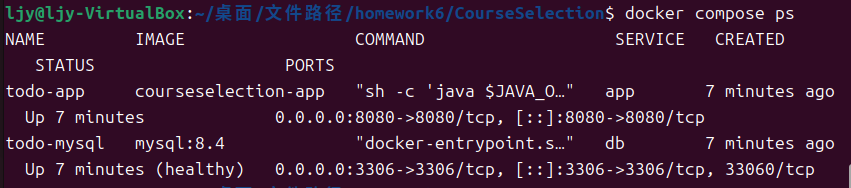 ljy@ljy-VirtualBox:~/桌面/文件路径/homework6/CourseSelection$ docker compose ps
NAME IMAGE COMMAND SERVICE CREATED
STATUS PORTS
todo-app courseselection-app "sh -c 'java $JAVA_O…" app 7 minutes ago
Up 7 minutes 0.0.0.0:8080->8080/tcp, [::]:8080->8080/tcp
todo-mysql mysql:8.4 "docker-entrypoint.s…" db 7 minutes ago
Up 7 minutes (healthy) 0.0.0.0:3306->3306/tcp, [::]:3306->3306/tcp, 33060/tcp